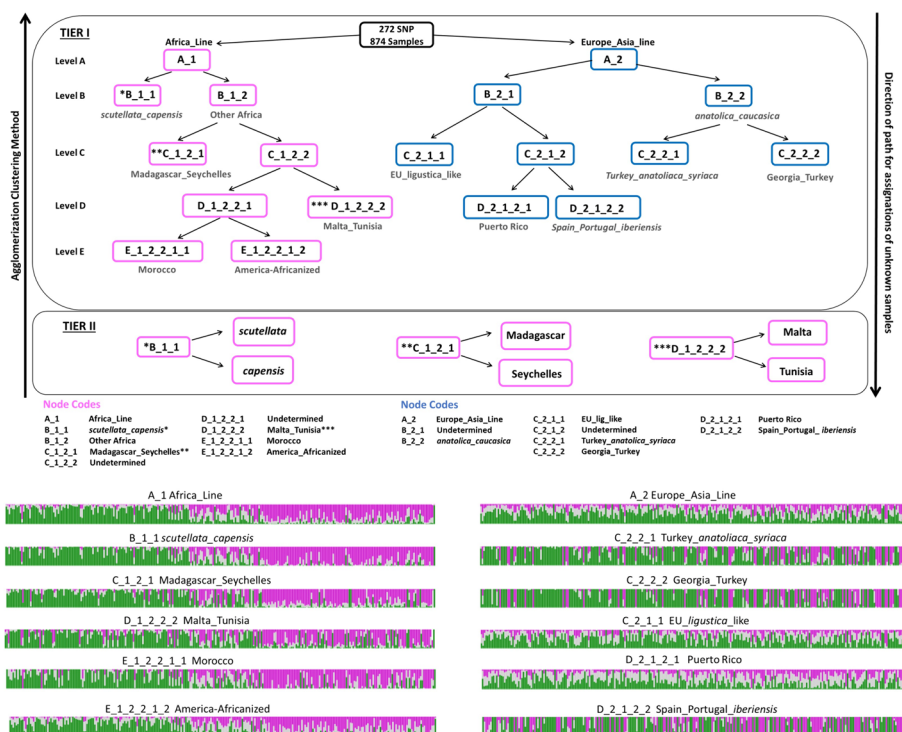 272 SNP
874 Samples
TIER I
Africa_Line
Europe_Asia_line
Level A
A_1
A_2
Level B
*B_1_1
B_1_2
B_2_1
B_2_2
scutellata_capensis
Other Africa
anatolica_caucasica
Level C
**C_1_2_1
C_1_2_2
C_2_1_1
C_2_1_2
C_2_2_1
C_2_2_2
Madagascar_Seychelles
EU_ligustica_like
Turkey_anatoliaca_syriaca
Georgia_Turkey
Level D
D_1_2_2_1
*** D_1_2_2_2
D_2_1_2_1
D_2_1_2_2
Malta_Tunisia
Puerto Rico
Spain_Portugal_iberiensis
Level E
E_1_2_2_1_1
E_1_2_2_1_2
Morocco
America-Africanized
Agglomerization Clustering Method
Direction of path for assignations of unknown samples
TIER II
*B_1_1
scutellata
capensis
**C_1_2_1
Madagascar
Seychelles
***D_1_2_2_2
Malta
Tunisia
Node Codes
A_1 Africa_Line
B_1_1 scutellata_capensis*
B_1_2 Other Africa
C_1_2_1 Madagascar_Seychelles**
C_1_2_2 Undetermined
D_1_2_2_1 Undetermined
D_1_2_2_2 Malta_Tunisia***
E_1_2_2_1_1 Morocco
E_1_2_2_1_2 America_Africanized
Node Codes
A_2 Europe_Asia_Line
B_2_1 Undetermined
B_2_2 anatolica_caucasica
C_2_1_1 EU_lig_like
C_2_1_2 Undetermined
C_2_2_1 Turkey_anatolica_syriaca
C_2_2_2 Georgia_Turkey
D_2_1_2_1 Puerto Rico
D_2_1_2_2 Spain_Portugal_ iberiensis
A_1 Africa_Line
B_1_1 scutellata_capensis
C_1_2_1 Madagascar_Seychelles
D_1_2_2_2 Malta_Tunisia
E_1_2_2_1_1 Morocco
E_1_2_2_1_2 America-Africanized
A_2 Europe_Asia_Line
C_2_2_1 Turkey_anatoliaca_syriaca
C_2_2_2 Georgia_Turkey
C_2_1_1 EU_ligustica_like
D_2_1_2_1 Puerto Rico
D_2_1_2_2 Spain_Portugal_iberiensis